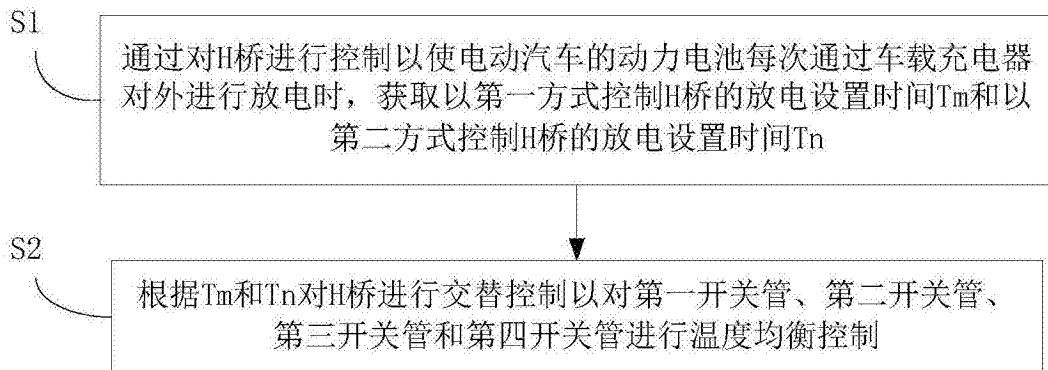 S1
通过对H桥进行控制以使电动汽车的动力电池每次通过车载充电器
对外进行放电时，获取以第一方式控制H桥的放电设置时间Tm和以
第二方式控制H桥的放电设置时间Tn
S2
根据Tm和Tn对H桥进行交替控制以对第一开关管、第二开关管、
第三开关管和第四开关管进行温度均衡控制